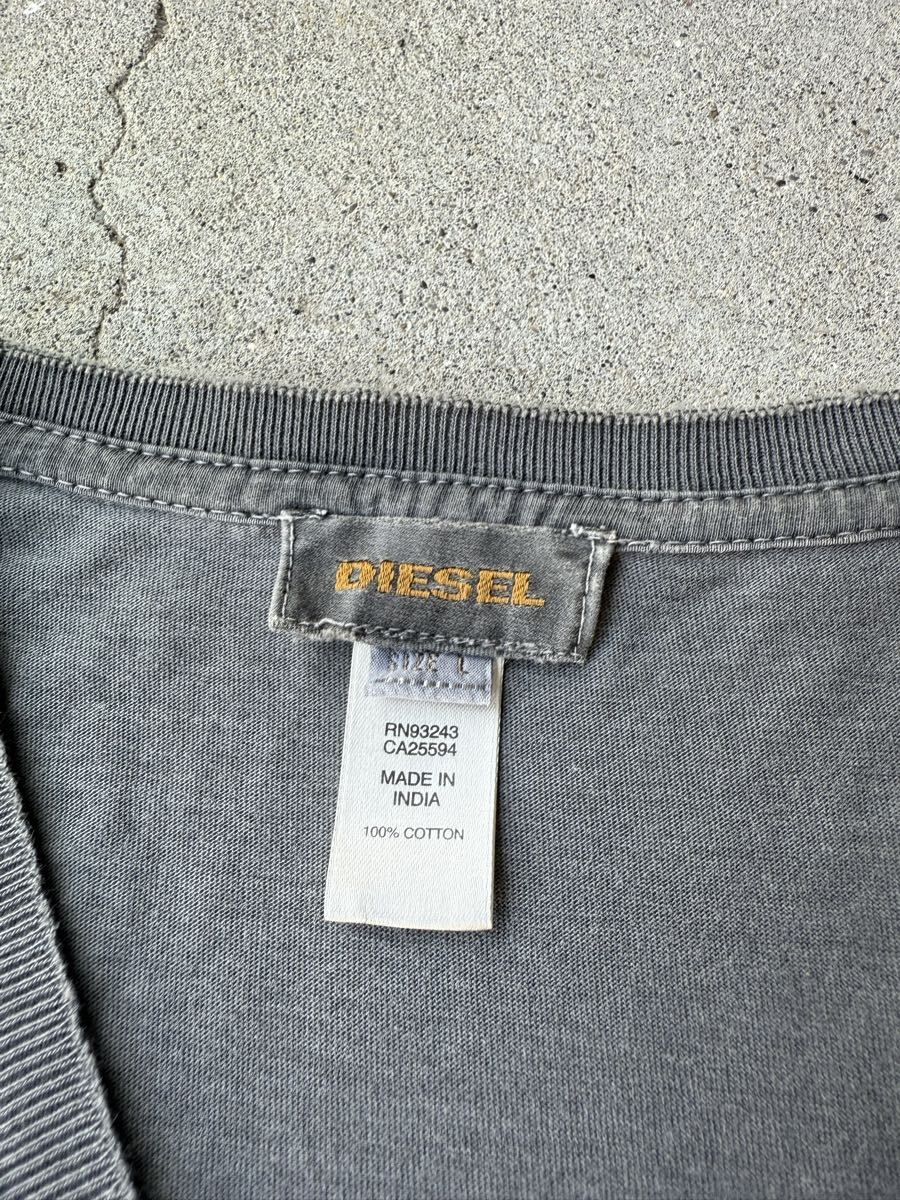 DIESEL
SIZE L
RN93243
CA25594
MADE IN
INDIA
100% COTTON